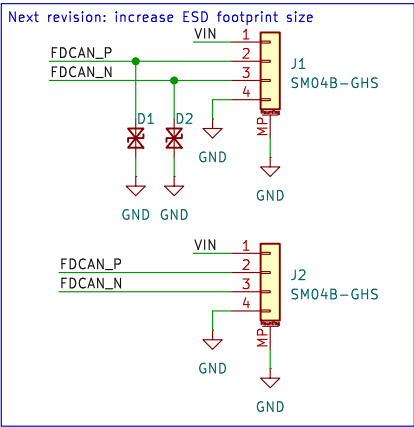 Next revision: increase ESD footprint size
VIN
1
FDCAN_P
2
FDCAN_N
3
4
J1
SM04B-GHS
D1
D2
MP
GND
GND
GND
GND
VIN
1
FDCAN_P
2
FDCAN_N
3
4
J2
SM04B-GHS
MP
GND
GND